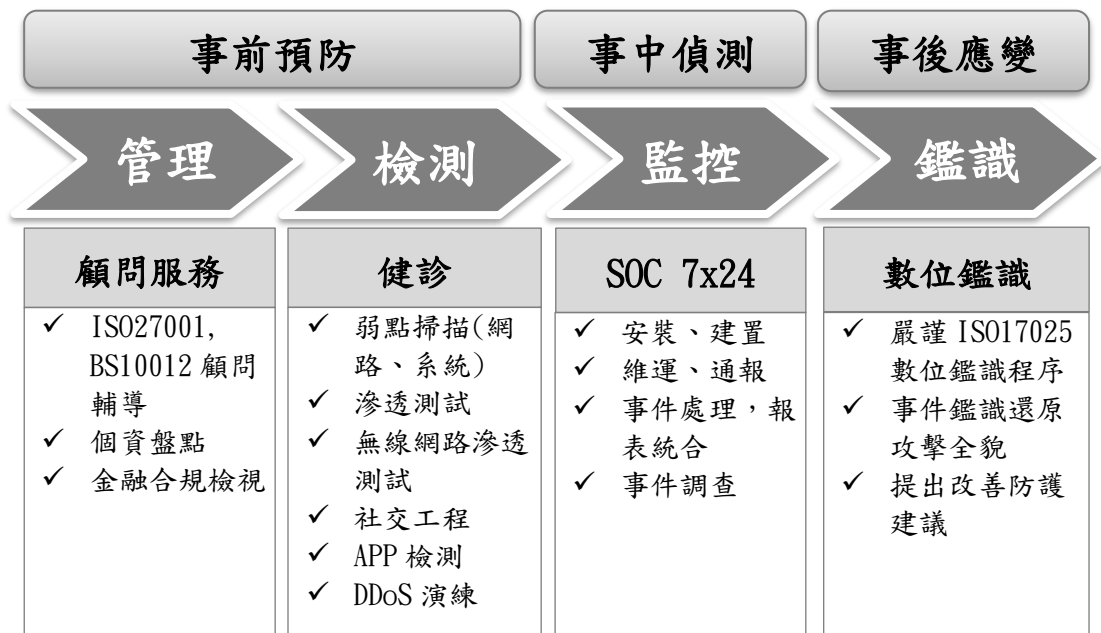 事前預防
事中偵測
事後應變
管理
檢測
監控
鑑識
顧問服務
✓ ISO27001,
BS10012 顧問
輔導
✓ 個資盤點
✓ 金融合規檢視
健診
✓ 弱點掃描(網
路、系統)
✓ 滲透測試
✓ 無線網路滲透
測試
✓ 社交工程
✓ APP 檢測
✓ DDoS 演練
SOC 7x24
✓ 安裝、建置
✓ 維運、通報
✓ 事件處理，報
表統合
✓ 事件調查
數位鑑識
✓ 嚴謹 ISO17025
數位鑑識程序
✓ 事件鑑識還原
攻擊全貌
✓ 提出改善防護
建議